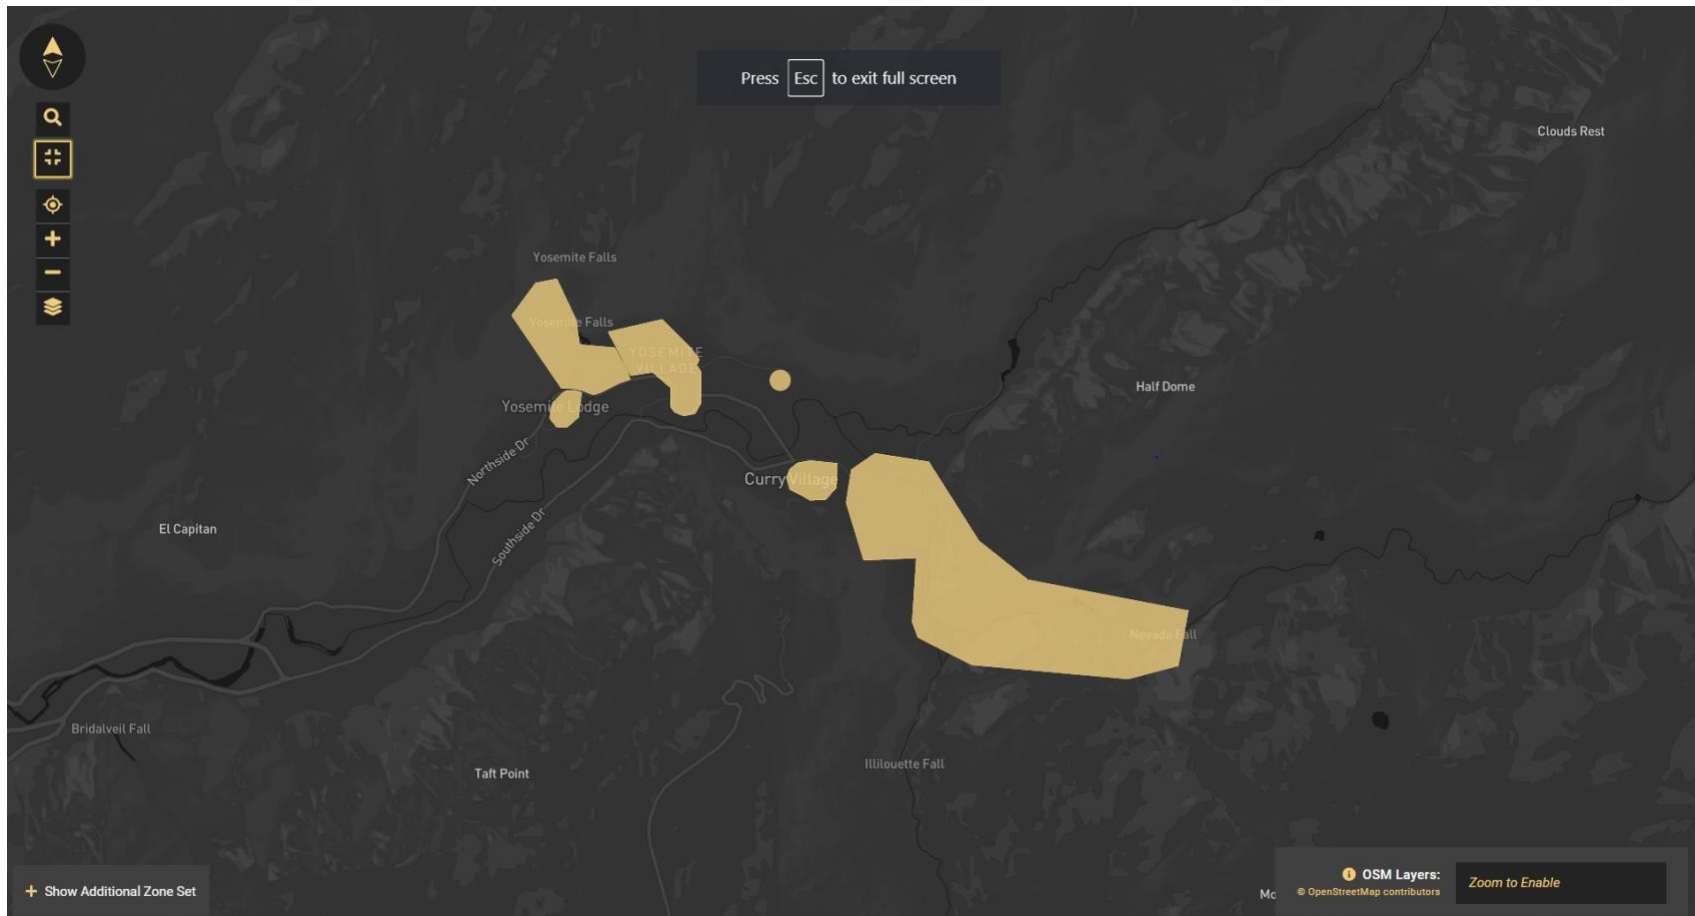 Press Esc to exit full screen
Clouds Rest
Yosemite Falls
Yosemite Falls
YOSEMITE
VILLAGE
Half Dome
Yosemite Lodge
Northside Dr
Curry Village
Southside Dr
El Capitan
Nevada Fall
Bridalveil Fall
Illilouette Fall
Taft Point
+ Show Additional Zone Set
OSM Layers:
© OpenStreetMap contributors
Zoom to Enable